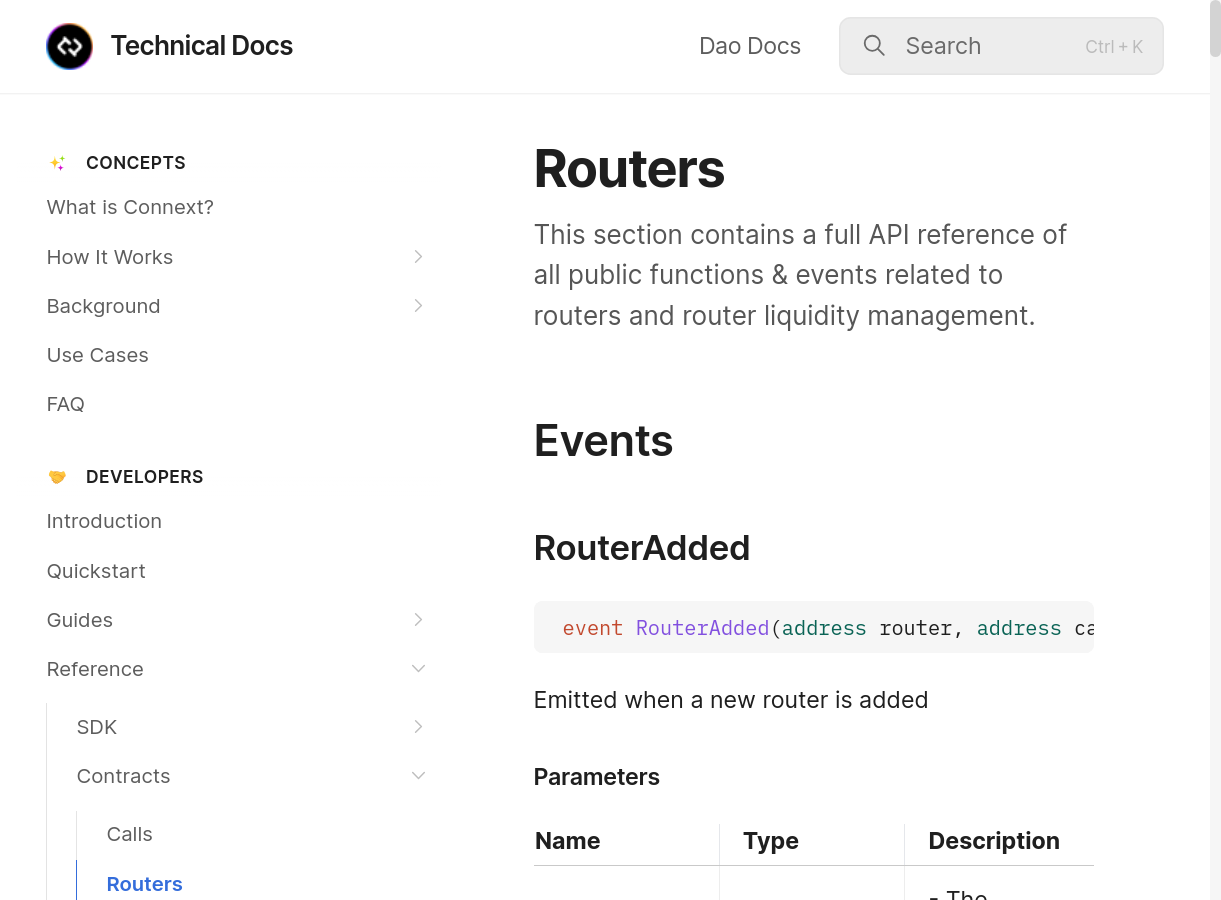 Technical Docs
Dao Docs
Search
Ctrl + K
CONCEPTS
What is Connext?
How It Works
Background
Use Cases
FAQ
DEVELOPERS
Introduction
Quickstart
Guides
Reference
SDK
Contracts
Calls
Routers
Routers
This section contains a full API reference of
all public functions & events related to
routers and router liquidity management.
Events
RouterAdded
event RouterAdded(address router, address ca
Emitted when a new router is added
Parameters
Name
Type
Description
- The